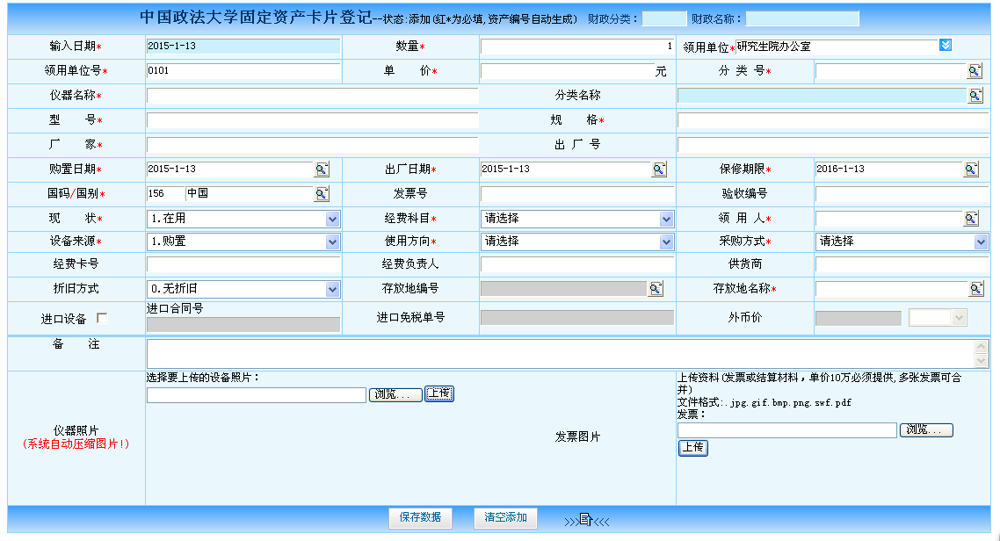 中国政法大学固定资产卡片登记--状态:添加(红*为必填,资产编号自动生成) 财政分类： 财政名称：
输入日期* 2015-1-13 数量* 1 领用单位* 研究生院办公室
领用单位号* 0101 单 价* 元 分 类 号*
仪器名称* 分类名称
型 号* 规 格*
厂 家* 出 厂 号
购置日期* 2015-1-13 出厂日期* 2015-1-13 保修期限* 2016-1-13
国码/国别* 156 中国 发票号 验收编号
现 状* 1.在用 经费科目* 请选择 领 用 人*
设备来源* 1.购置 使用方向* 请选择 采购方式* 请选择
经费卡号 经费负责人 供货商
折旧方式 0.无折旧 存放地编号 存放地名称*
进口设备 进口合同号 进口免税单号 外币价
备 注
选择要上传的设备照片：
浏览... 上传
仪器照片
(系统自动压缩图片!)
发票图片
上传资料(发票或结算材料，单价10万必须提供,多张发票可合
并)
文件格式:.jpg.gif.bmp.png.swf.pdf
发票：
浏览...
上传
保存数据 清空添加 >>> <<<